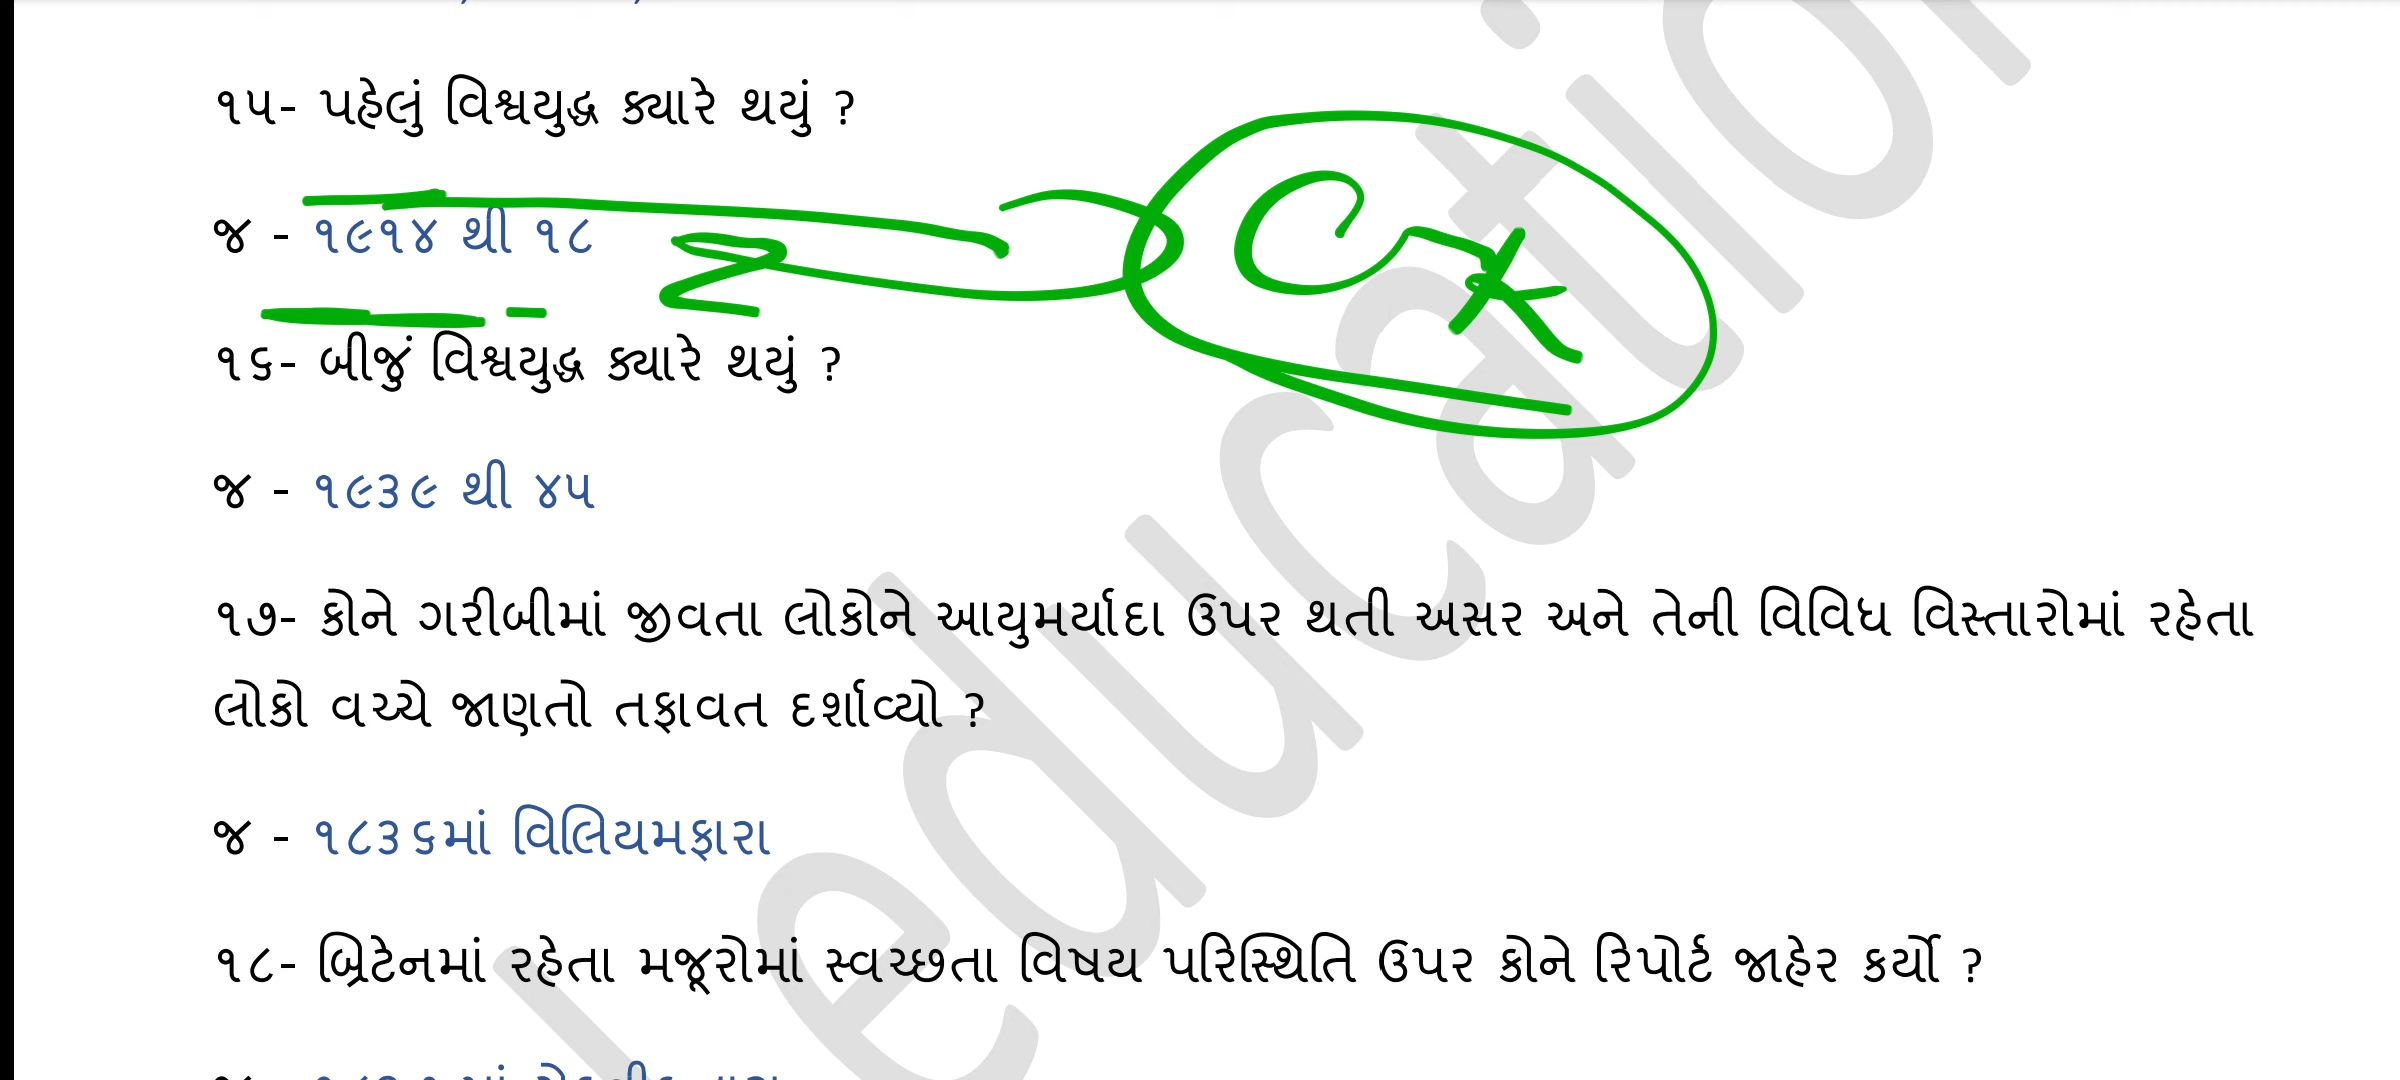 ૧૫- પહેલું વિશ્વયુદ્ધ ક્યારે થયું ?
જ - ૧૯૧૪ થી ૧૮
૧૬- બીજું વિશ્વયુદ્ધ ક્યારે થયું ?
જ - ૧૯૩૯ થી ૪૫
૧૭- કોને ગરીબીમાં જીવતા લોકોને આયુમર્યાદા ઉપર થતી અસર અને તેની વિવિધ વિસ્તારોમાં રહેતા
લોકો વચ્ચે જાણતો તફાવત દર્શાવ્યો ?
જ - ૧૮૩૬માં વિલિયમફારા
૧૮- બ્રિટેનમાં રહેતા મજૂરોમાં સ્વચ્છતા વિષય પરિસ્થિતિ ઉપર કોને રિપોર્ટ જાહેર કર્યો ?
education